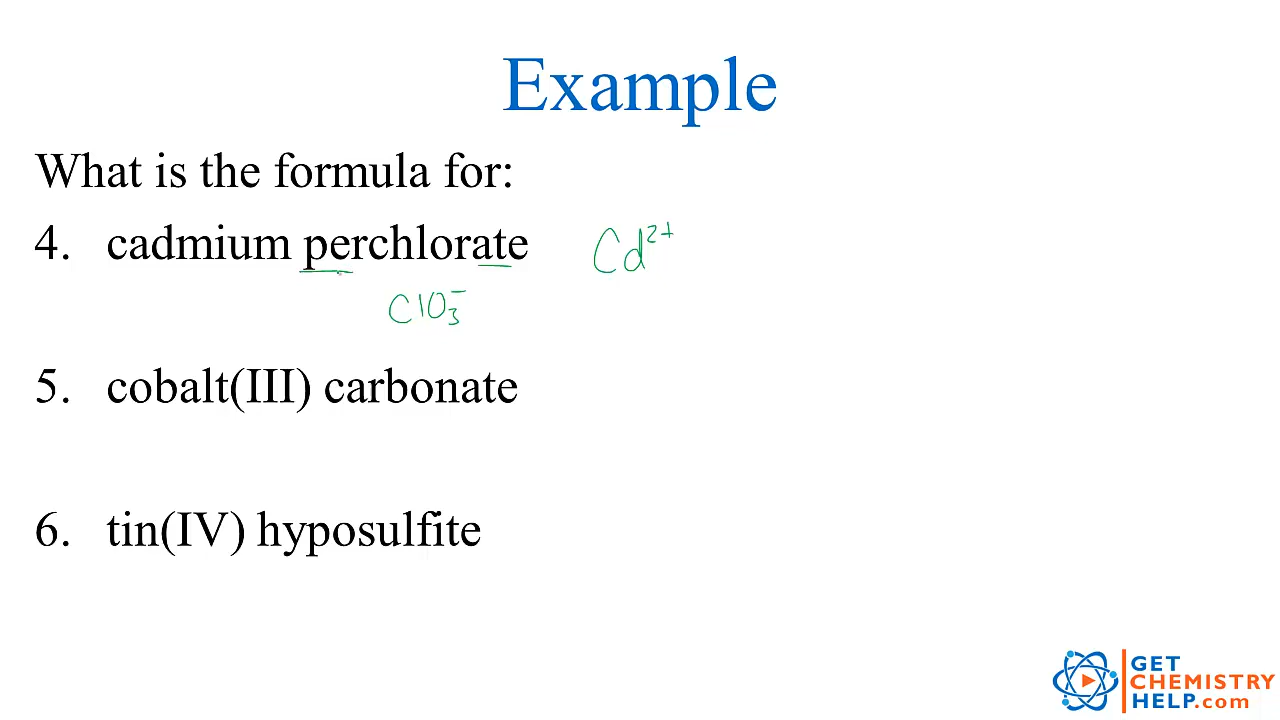 Example
What is the formula for:
4. cadmium perchlorate Cd²⁺
ClO₃⁻
5. cobalt(III) carbonate
6. tin(IV) hyposulfite
GET
CHEMISTRY
HELP.com